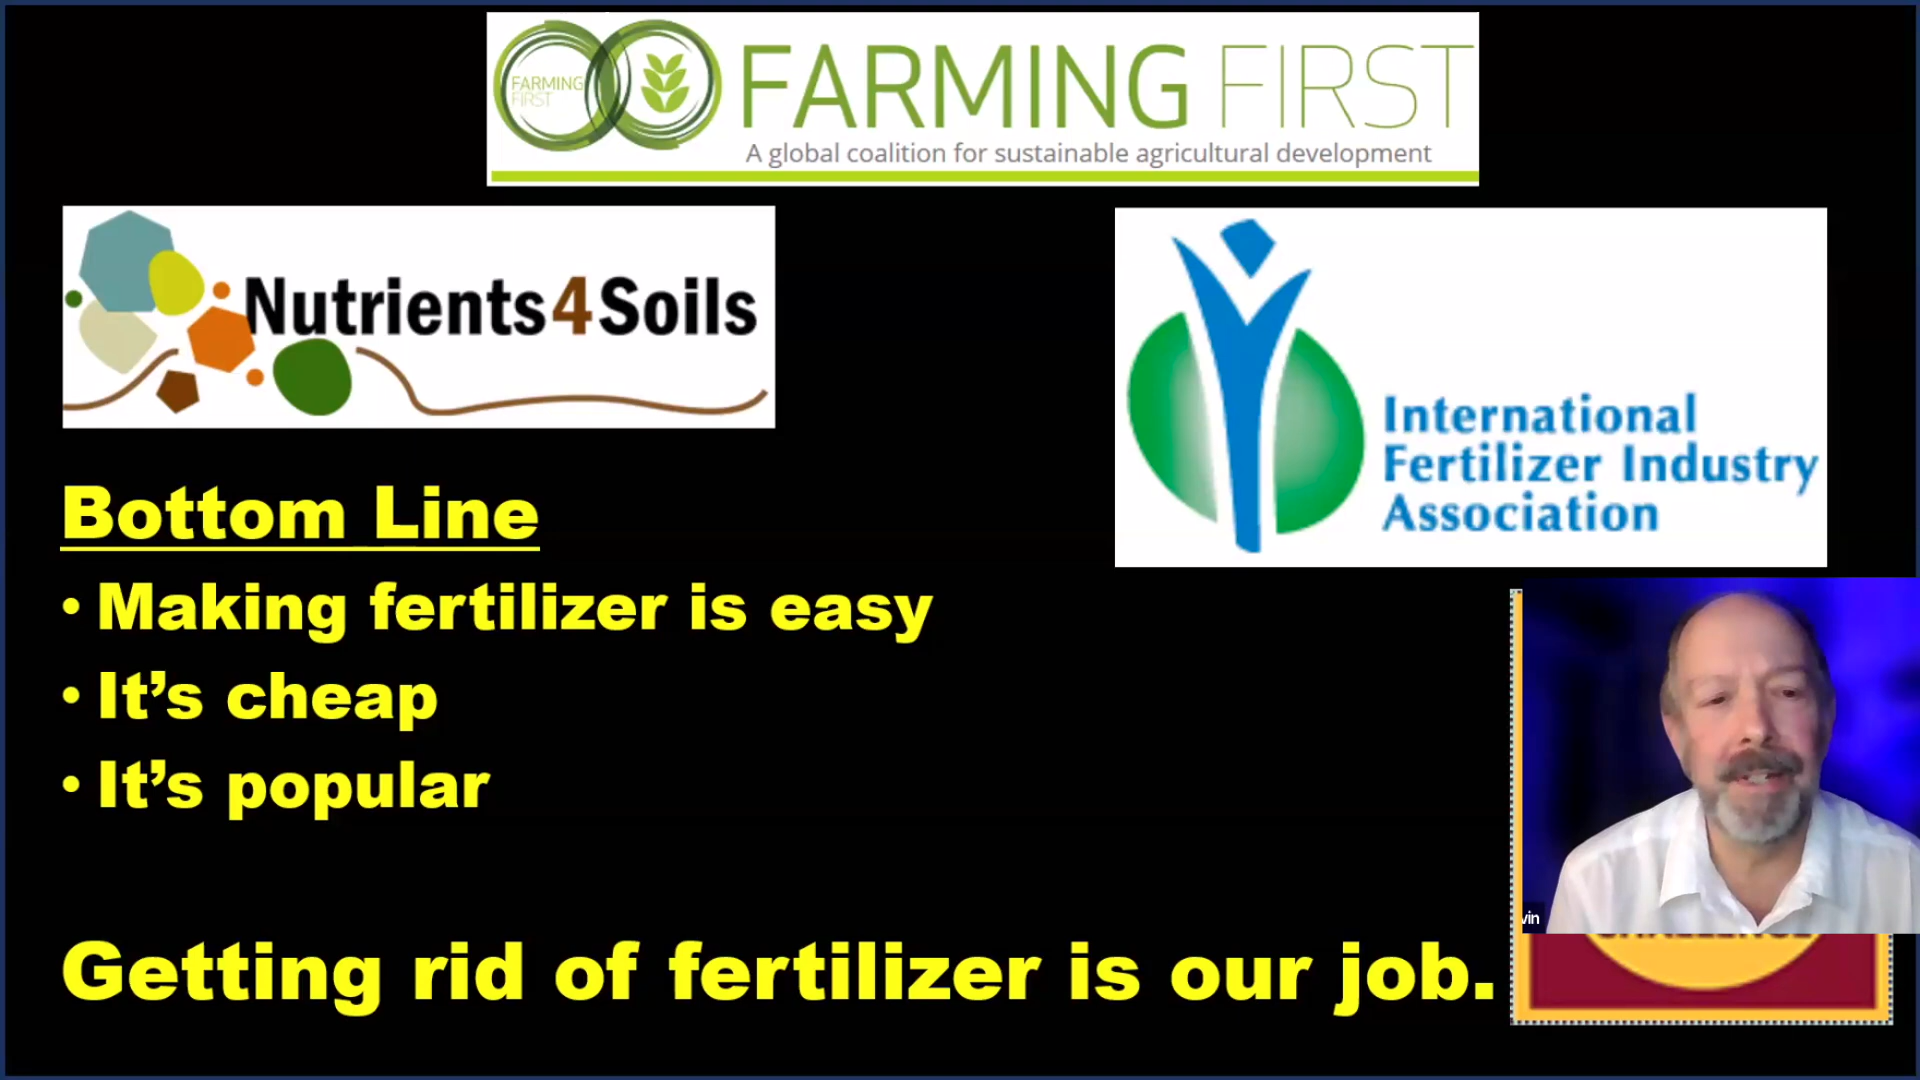 FARMING
FIRST
FARMING FIRST
A global coalition for sustainable agricultural development
Nutrients4Soils
International
Fertilizer Industry
Association
Bottom Line
• Making fertilizer is easy
• It’s cheap
• It’s popular
Getting rid of fertilizer is our job.
vin